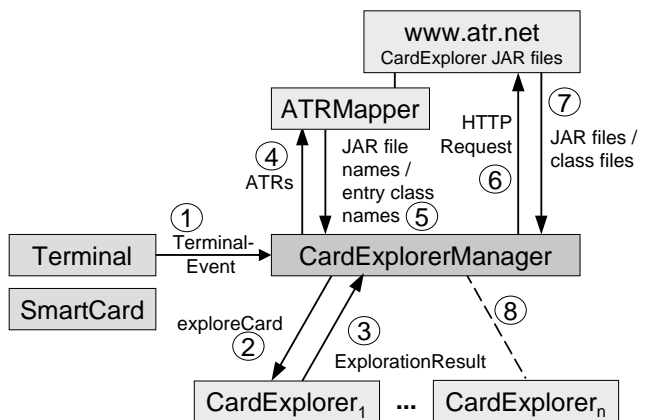 www.atr.net
CardExplorer JAR files
ATRMapper
7
HTTP
Request
JAR files /
class files
4
ATRs
JAR file
names /
entry class
names
5
6
1
Terminal-
Event
Terminal
CardExplorerManager
SmartCard
exploreCard
2
3
ExplorationResult
8
CardExplorer1
...
CardExplorern